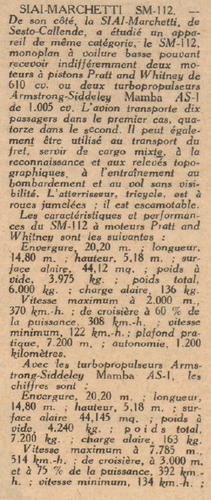 SIAI-MARCHETTI SM-112. —
De son côté, la SIAI-Marchetti, de
Sesto-Callende, a étudié un appa-
reil de même catégorie, le SM-112,
monoplan à voilure basse pouvant
recevoir indifféremment deux mo-
teurs à pistons Pratt and Whitney de
610 cv. ou deux turbopropulseurs
Armstrong-Siddeley Mamba AS-1
de 1.005 cv. L'avion transporte dix
passagers dans le premier cas, qua-
torze dans le second. Il peut égale-
ment être utilisé au transport du
fret, servir de cargo mixte, à la
reconnaissance et aux relevés topo-
graphiques, à l'entraînement au
bombardement et au vol sans visi-
bilité. L'atterrisseur, tricycle, est à
roues jumelées ; il est escamotable.
Les caractéristiques et performan-
ces du SM-112 à moteurs Pratt and
Whitney sont les suivantes :
Envergure, 20,20 m. ; longueur,
14,80 m. ; hauteur, 5,18 m. ; sur-
face alaire, 44,12 mq. ; poids à
vide, 3.975 kg. ; poids total,
6.000 kg. ; charge alaire, 136 kg.
Vitesse maximum à 2.000 m.,
370 km.-h. ; de croisière à 60 %
de la puissance, 308 km.-h. ; vitesse
minimum, 122 km.-h. ; plafond pra-
tique, 7.200 m. ; autonomie, 1.200
kilomètres.
Avec les turbopropulseurs Arms-
trong-Siddeley Mamba AS-1, les
chiffres sont
Envergure, 20,20 m. ; longueur,
14,80 m. ; hauteur, 5,18 m. ; sur-
face alaire, 44,145 mq. ; poids à
vide, 4.240 kg. ; poids total,
7.200 kg. ; charge alaire, 163 kg.
Vitesse maximum à 7.785 m.,
514 km.-h. ; de croisière, à 3.000 m.
et à 75 % de la puissance, 392 km.-
h. ; vitesse minimum, 134 km.-h. ;